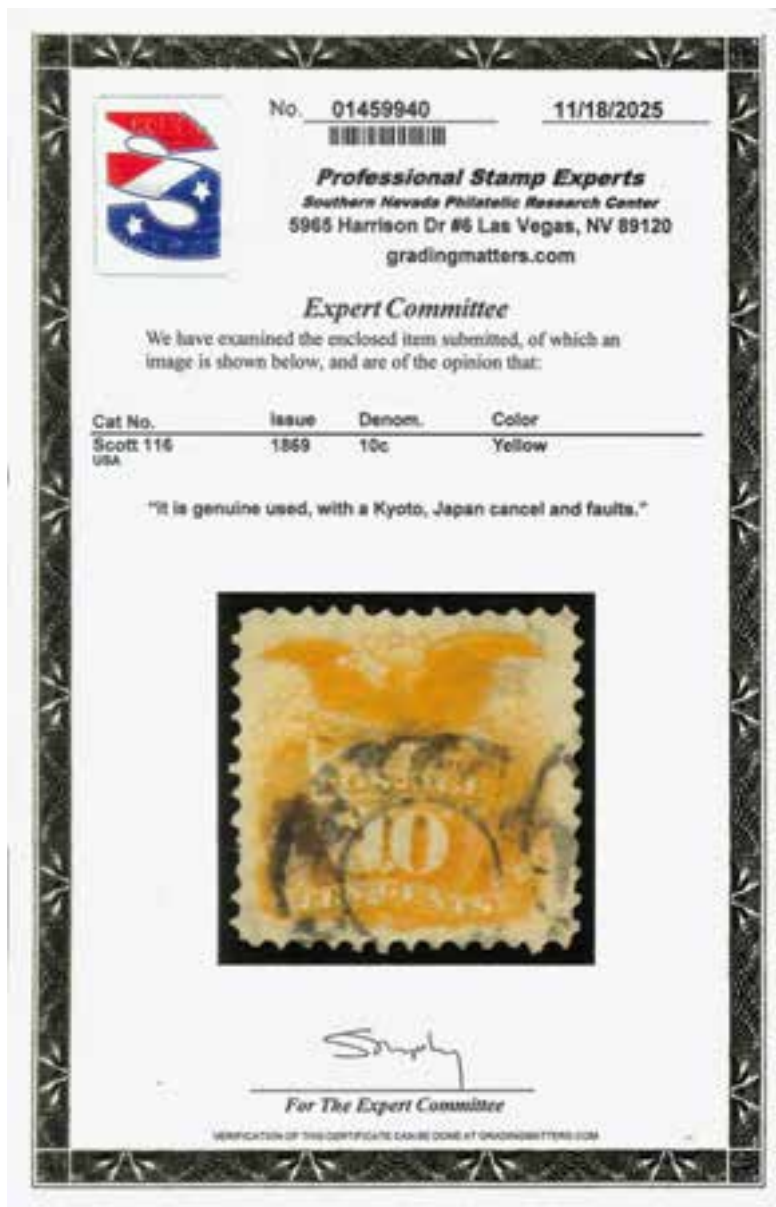 No. 01459940 11/18/2025
Professional Stamp Experts
Southern Nevada Philatelic Research Center
5965 Harrison Dr #6 Las Vegas, NV 89120
gradingmatters.com
Expert Committee
We have examined the enclosed item submitted, of which an
image is shown below, and are of the opinion that:
Cat No. Issue Denom. Color
Scott 116 1869 10c Yellow
USA
"it is genuine used, with a Kyoto, Japan cancel and faults."
POSTAGE
10
TEN CENTS
For The Expert Committee
VERIFICATION OF THIS CERTIFICATE CAN BE DONE AT GRADINGMATTERS.COM